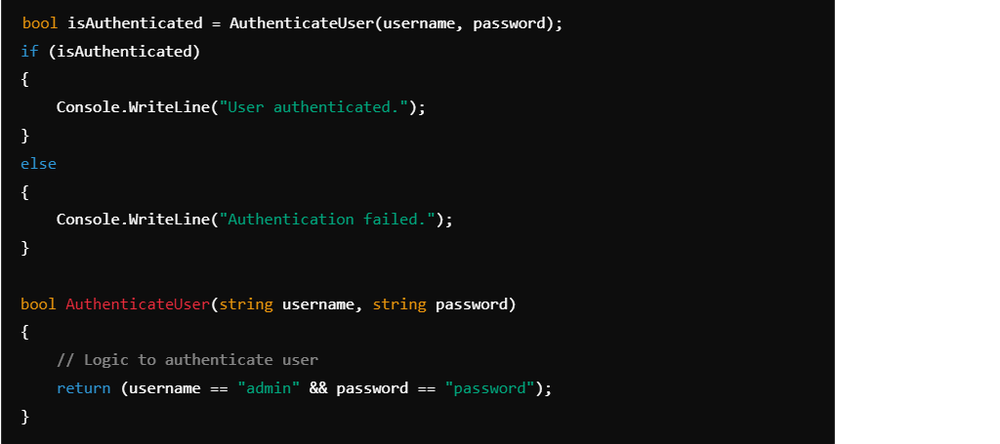 bool isAuthenticated = AuthenticateUser(username, password);
if (isAuthenticated)
{
    Console.WriteLine("User authenticated.");
}
else
{
    Console.WriteLine("Authentication failed.");
}

bool AuthenticateUser(string username, string password)
{
    // Logic to authenticate user
    return (username == "admin" && password == "password");
}